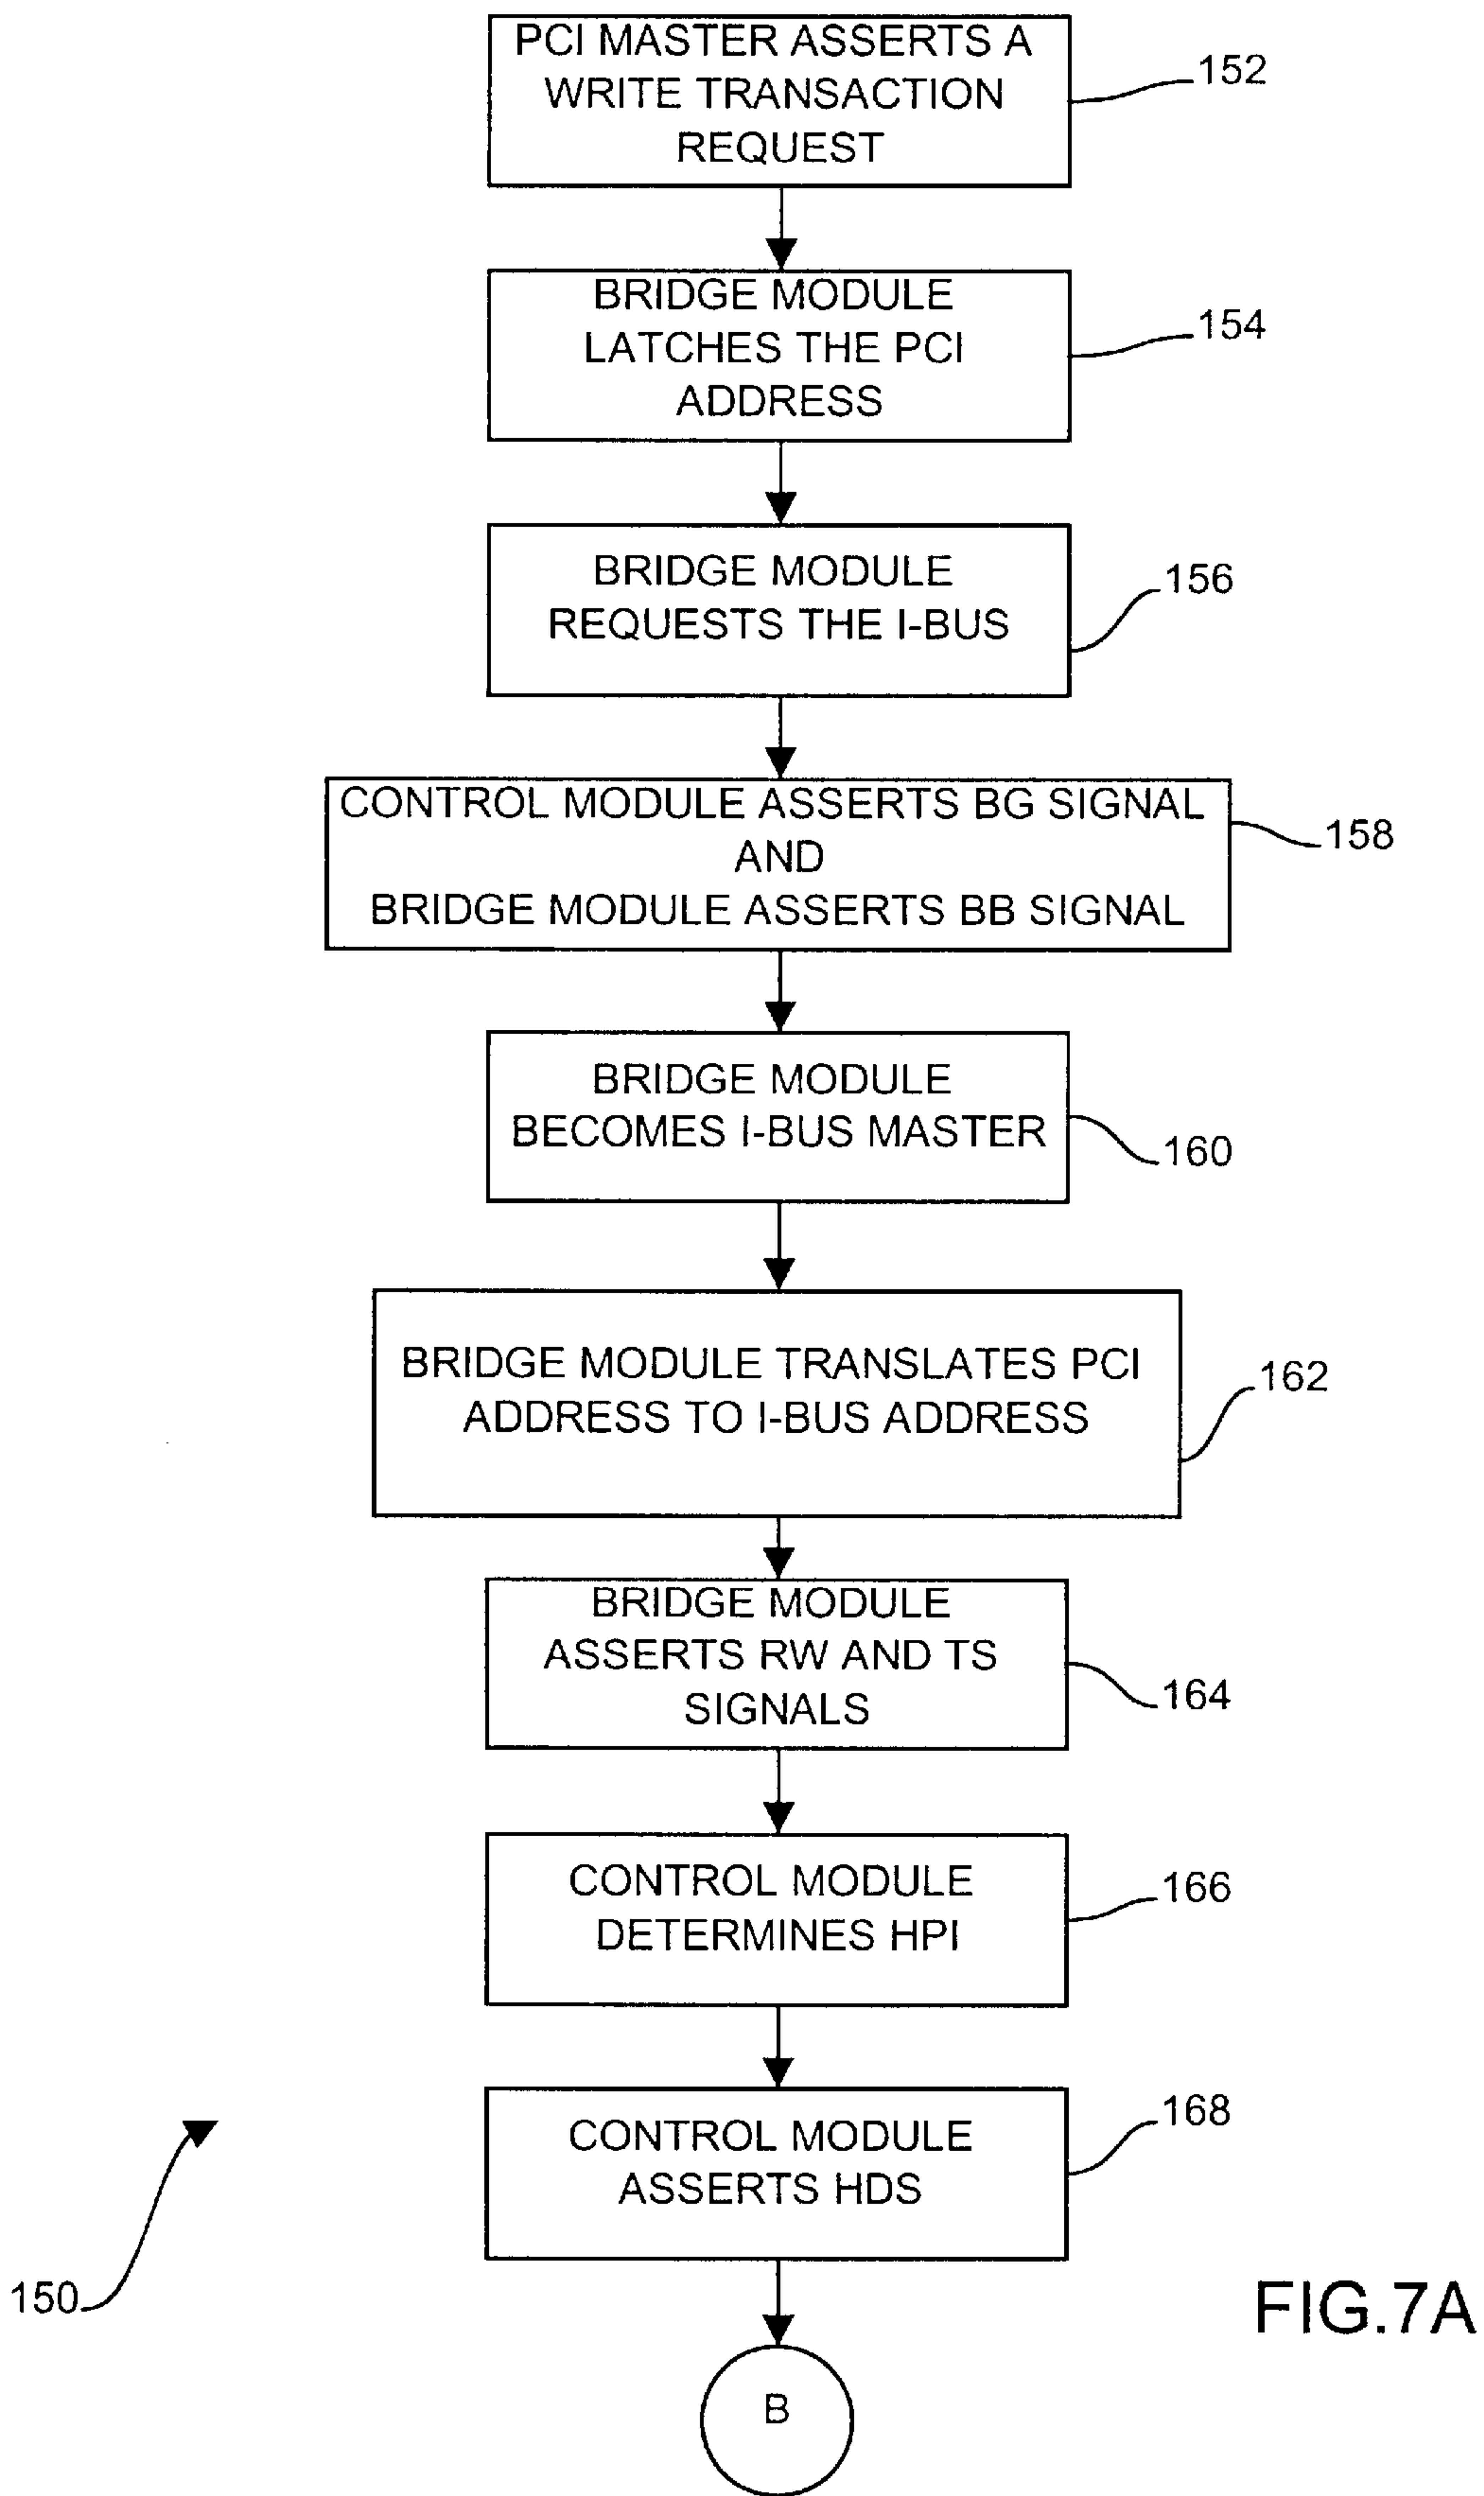 PCI MASTER ASSERTS A
WRITE TRANSACTION
REQUEST
152
BRIDGE MODULE
LATCHES THE PCI
ADDRESS
154
BRIDGE MODULE
REQUESTS THE I-BUS
156
CONTROL MODULE ASSERTS BG SIGNAL
AND
BRIDGE MODULE ASSERTS BB SIGNAL
158
BRIDGE MODULE
BECOMES I-BUS MASTER
160
BRIDGE MODULE TRANSLATES PCI
ADDRESS TO I-BUS ADDRESS
162
BRIDGE MODULE
ASSERTS RW AND TS
SIGNALS
164
CONTROL MODULE
DETERMINES HPI
166
CONTROL MODULE
ASSERTS HDS
168
150
FIG.7A
B